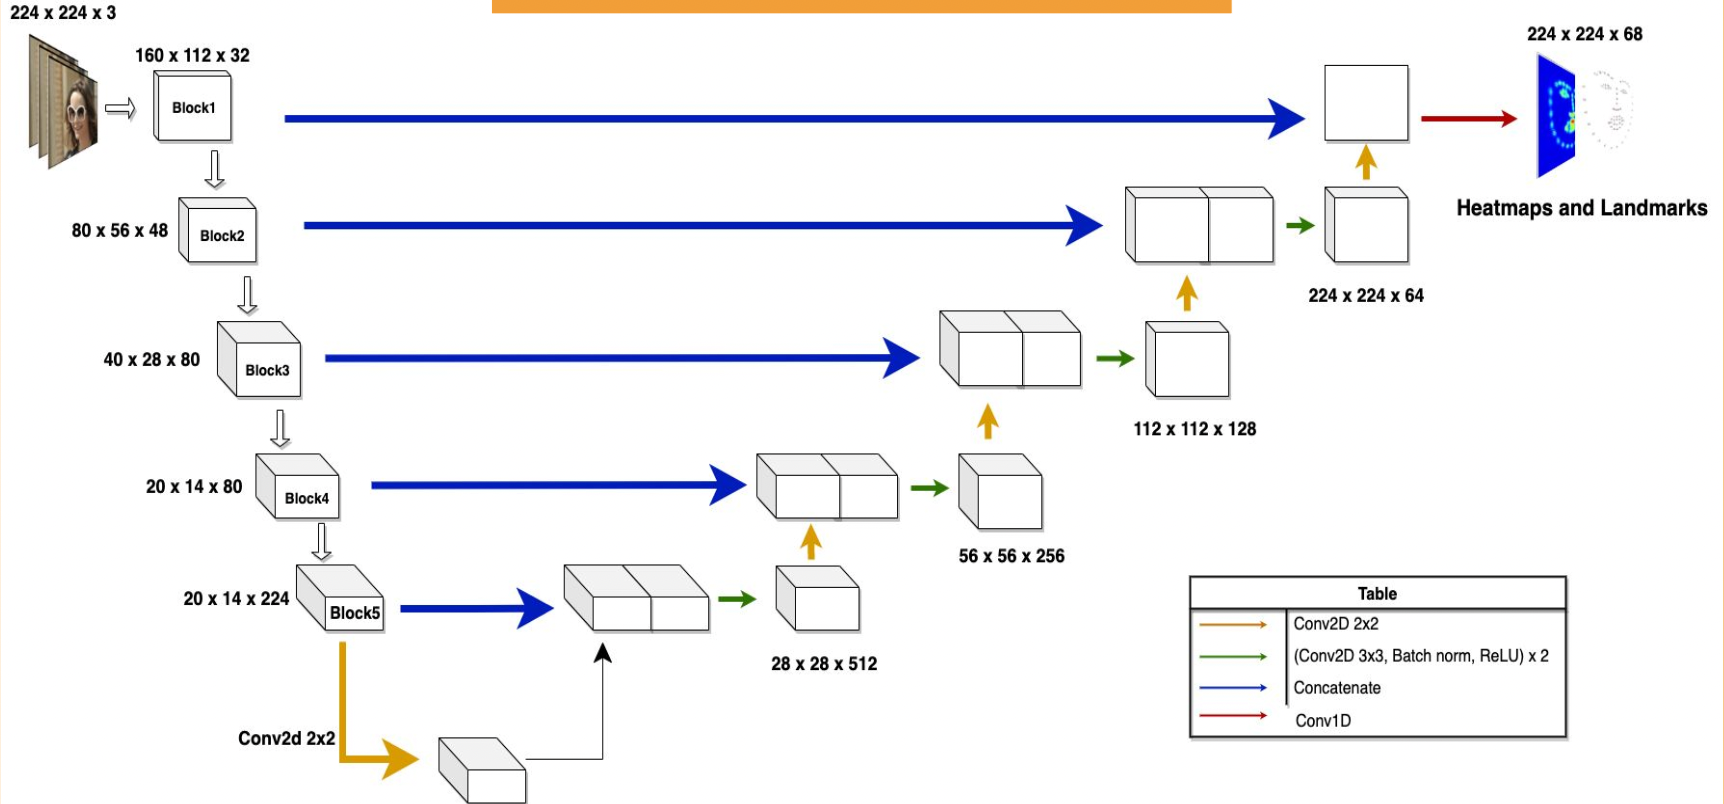 224 x 224 x 3
160 x 112 x 32
224 x 224 x 68
Block1
80 x 56 x 48
Block2
Heatmaps and Landmarks
224 x 224 x 64
40 x 28 x 80
Block3
112 x 112 x 128
20 x 14 x 80
Block4
56 x 56 x 256
20 x 14 x 224
Block5
28 x 28 x 512
Conv2d 2x2
Table
Conv2D 2x2
(Conv2D 3x3, Batch norm, ReLU) x 2
Concatenate
Conv1D